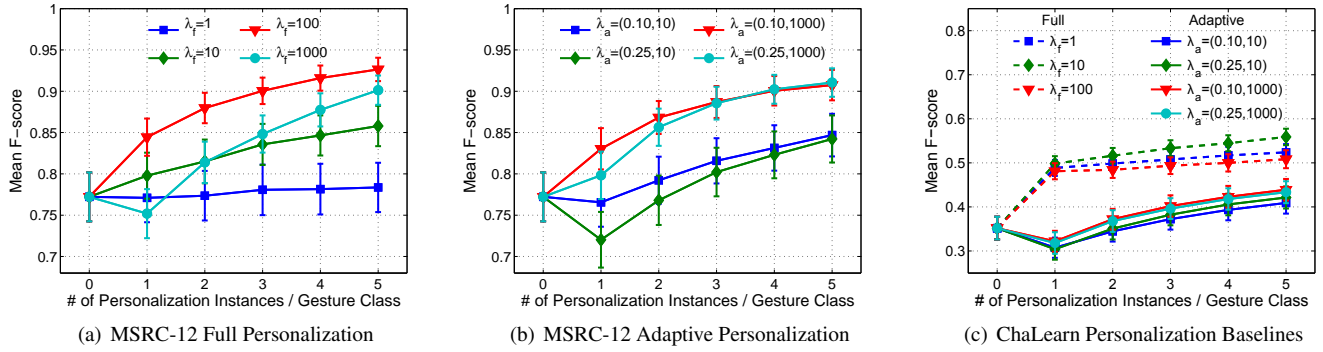 λf=1
λf=100
λf=10
λf=1000
Mean F-score
0.95
0.9
0.85
0.8
0.75
0.7
0 1 2 3 4 5
# of Personalization Instances / Gesture Class
(a) MSRC-12 Full Personalization
λa=(0.10,10)
λa=(0.10,1000)
λa=(0.25,10)
λa=(0.25,1000)
Mean F-score
0.95
0.9
0.85
0.8
0.75
0.7
0 1 2 3 4 5
# of Personalization Instances / Gesture Class
(b) MSRC-12 Adaptive Personalization
Full
λf=1
λf=10
λf=100
Adaptive
λa=(0.10,10)
λa=(0.25,10)
λa=(0.10,1000)
λa=(0.25,1000)
Mean F-score
0.8
0.7
0.6
0.5
0.4
0.3
0 1 2 3 4 5
# of Personalization Instances / Gesture Class
(c) ChaLearn Personalization Baselines